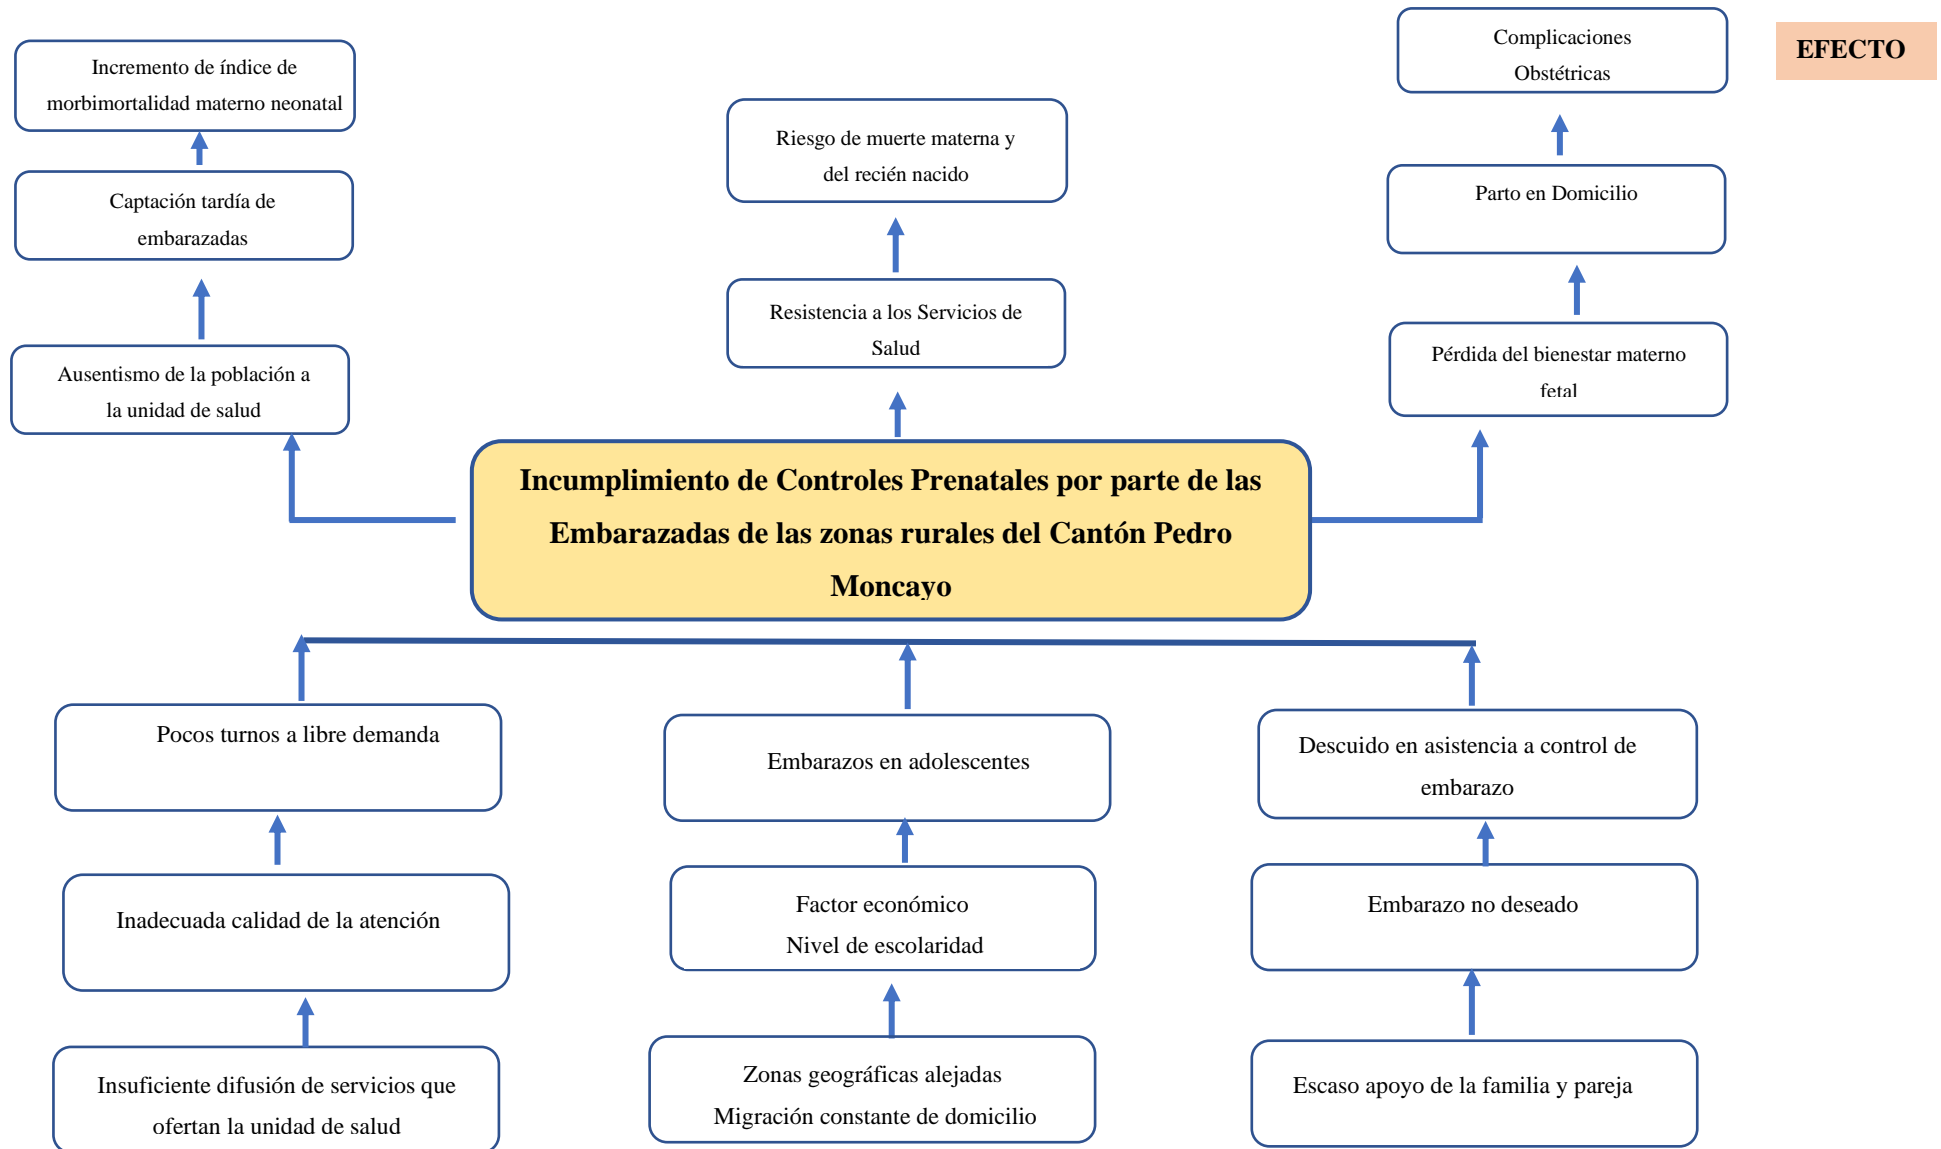 Complicaciones
Obstétricas
EFECTO
Incremento de índice de
morbimortalidad materno neonatal
Riesgo de muerte materna y
del recién nacido
Captación tardía de
embarazadas
Parto en Domicilio
Resistencia a los Servicios de
Salud
Ausentismo de la población a
la unidad de salud
Pérdida del bienestar materno
fetal
Incumplimiento de Controles Prenatales por parte de las
Embarazadas de las zonas rurales del Cantón Pedro
Moncayo
Pocos turnos a libre demanda
Embarazos en adolescentes
Descuido en asistencia a control de
embarazo
Inadecuada calidad de la atención
Factor económico
Nivel de escolaridad
Embarazo no deseado
Insuficiente difusión de servicios que
ofertan la unidad de salud
Zonas geográficas alejadas
Migración constante de domicilio
Escaso apoyo de la familia y pareja